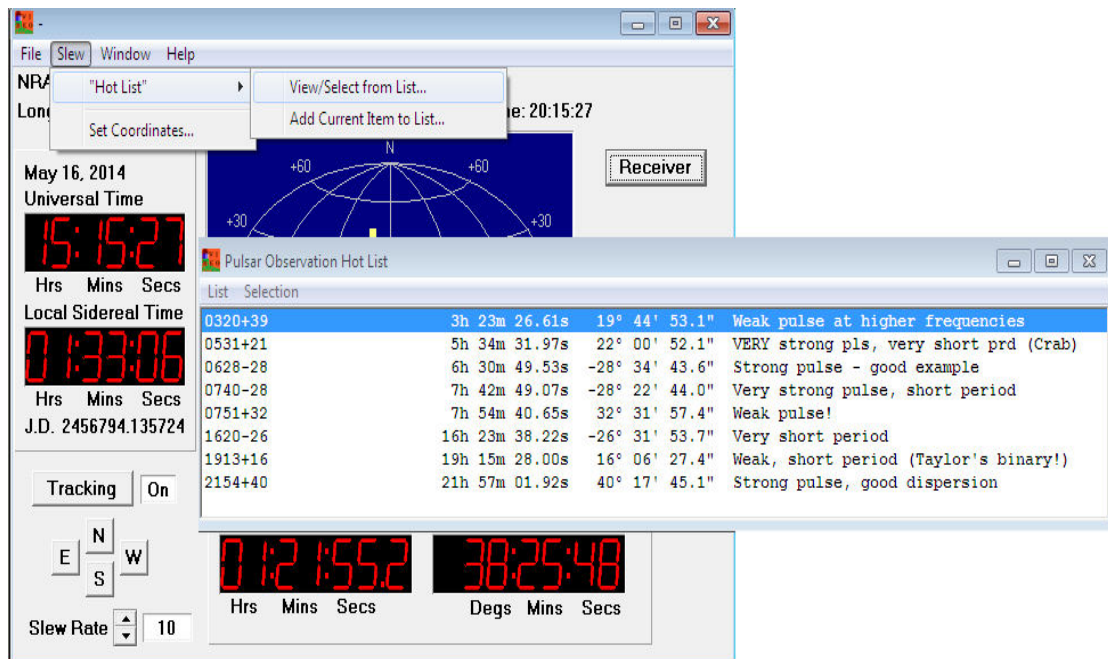 -
File Slew Window Help
NRA
"Hot List"
View/Select from List...
Long
Set Coordinates...
Add Current Item to List...
e: 20:15:27
N
+60 +60
Receiver
May 16, 2014
Universal Time
15:15:27
Hrs Mins Secs
+30 +30
Local Sidereal Time
01:33:06
Hrs Mins Secs
J.D. 2456794.135724
Pulsar Observation Hot List
List Selection
0320+39 3h 23m 26.61s 19° 44' 53.1" Weak pulse at higher frequencies
0531+21 5h 34m 31.97s 22° 00' 52.1" VERY strong pls, very short prd (Crab)
0628-28 6h 30m 49.53s -28° 34' 43.6" Strong pulse - good example
0740-28 7h 42m 49.07s -28° 22' 44.0" Very strong pulse, short period
0751+32 7h 54m 40.65s 32° 31' 57.4" Weak pulse!
1620-26 16h 23m 38.22s -26° 31' 53.7" Very short period
1913+16 19h 15m 28.00s 16° 06' 27.4" Weak, short period (Taylor's binary!)
2154+40 21h 57m 01.92s 40° 17' 45.1" Strong pulse, good dispersion
Tracking On
N
E W
S
Slew Rate 10
01:21:55.2 38:25:48
Hrs Mins Secs Degs Mins Secs